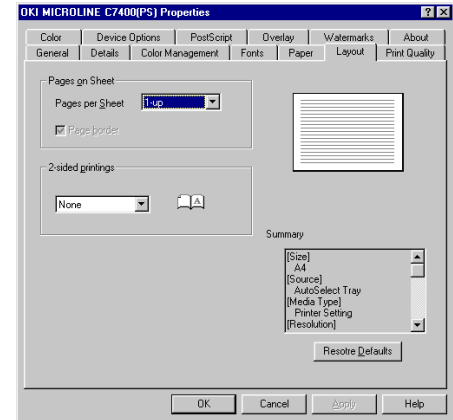 OKI MICROLINE C7400(PS) Properties
Color Device Options PostScript Overlay Watermarks About
General Details Color Management Fonts Paper Layout Print Quality
Pages on Sheet
Pages per Sheet 1-up
Page border
2-sided printings
None
A
Summary
[Size]
A4
[Source]
AutoSelect Tray
[Media Type]
Printer Setting
[Resolution]
Resotre Defaults
OK Cancel Apply Help